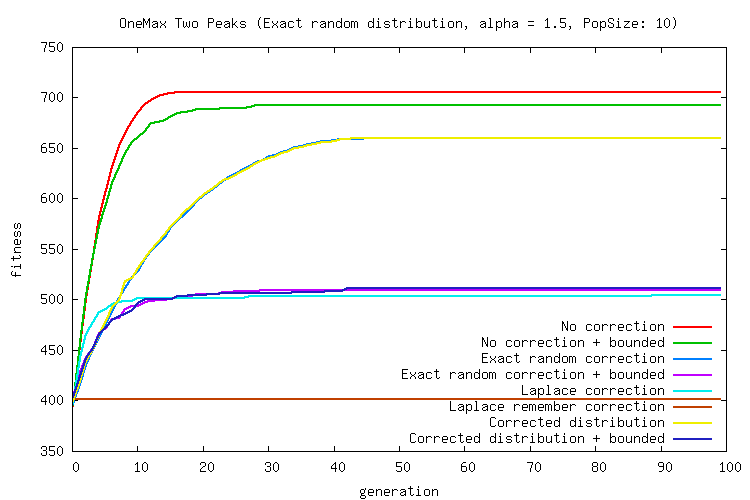 OneMax Two Peaks (Exact random distribution, alpha = 1.5, PopSize: 10)
750
700
650
600
550
500
450
400
350
fitness
No correction
No correction + bounded
Exact random correction
Exact random correction + bounded
Laplace correction
Laplace remember correction
Corrected distribution
Corrected distribution + bounded
0 10 20 30 40 50 60 70 80 90 100
generation